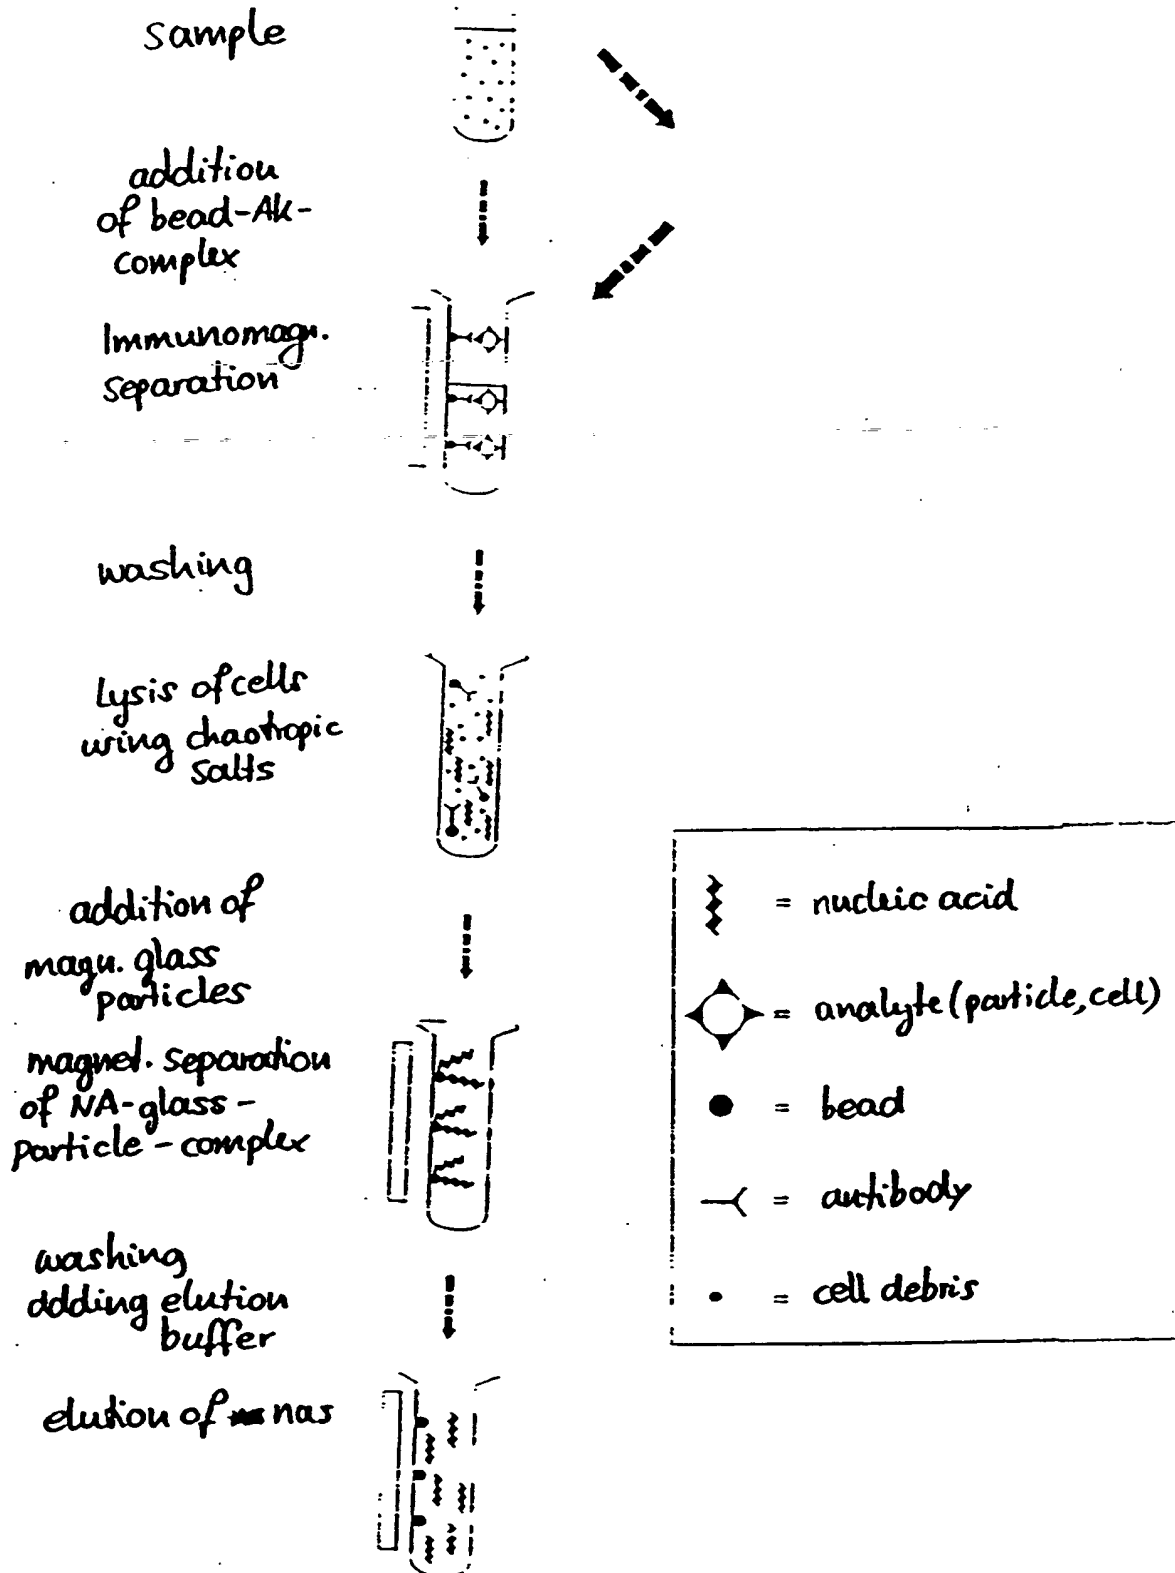 sample
addition
of bead-Ak-
complex
Immunomagn.
separation
washing
Lysis of cells
using chaotropic
salts
addition of
magn. glass
particles
magnet. separation
of NA-glass-
particle-complex
washing
ddding elution
buffer
elution of nas
= nucleic acid
= analyte (particle, cell)
= bead
= antibody
= cell debris